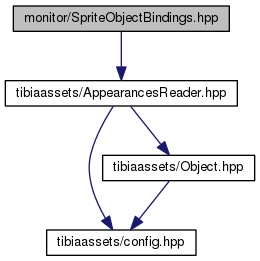 monitor/SpriteObjectBindings.hpp
tibiaassets/AppearancesReader.hpp
tibiaassets/Object.hpp
tibiaassets/config.hpp